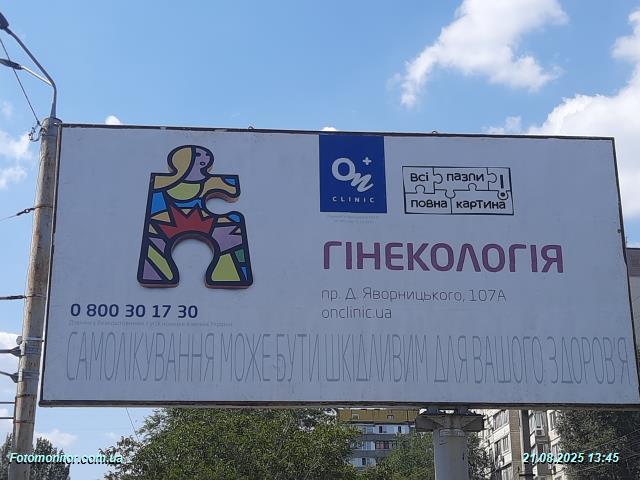 On+
CLINIC
Всі пазли
повна картина!
ГІНЕКОЛОГІЯ
пр. Д. Яворницького, 107А
onclinic.ua
0 800 30 17 30
САМОЛІКУВАННЯ МОЖЕ БУТИ ШКІДЛИВИМ ДЛЯ ВАШОГО ЗДОРОВ'Я
Fotomonitor.com.ua
21.08.2025 13:45